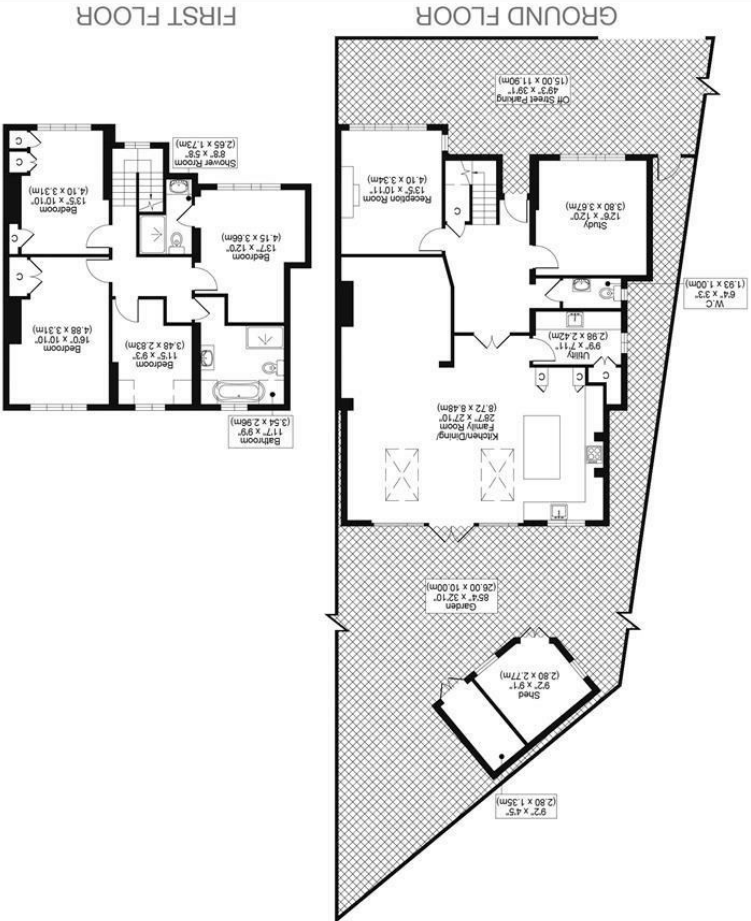 9'2" x 4'5"
(2.80 x 1.35m)
Shed
9'2" x 9'1"
(2.80 x 2.77m)
Garden
85'4" x 32'10"
(26.00 x 10.00m)
Kitchen/Dining/
Family Room
28'7" x 27'10"
(8.72 x 8.48m)
C
C
C
Utility
9'9" x 7'11"
(2.98 x 2.42m)
W.C
6'4" x 3'3"
(1.93 x 1.00m)
Study
12'6" x 12'0"
(3.80 x 3.67m)
C
Reception Room
13'5" x 10'11"
(4.10 x 3.34m)
Off Street Parking
49'3" x 39'1"
(15.00 x 11.90m)
GROUND FLOOR
Bathroom
11'7" x 9'9"
(3.54 x 2.96m)
Bedroom
11'5" x 9'3"
(3.48 x 2.83m)
Bedroom
16'0" x 10'10"
(4.88 x 3.31m)
C
Bedroom
13'7" x 12'0"
(4.15 x 3.66m)
Bedroom
13'5" x 10'10"
(4.10 x 3.31m)
C
C
C
Shower Room
8'8" x 5'8"
(2.65 x 1.73m)
FIRST FLOOR